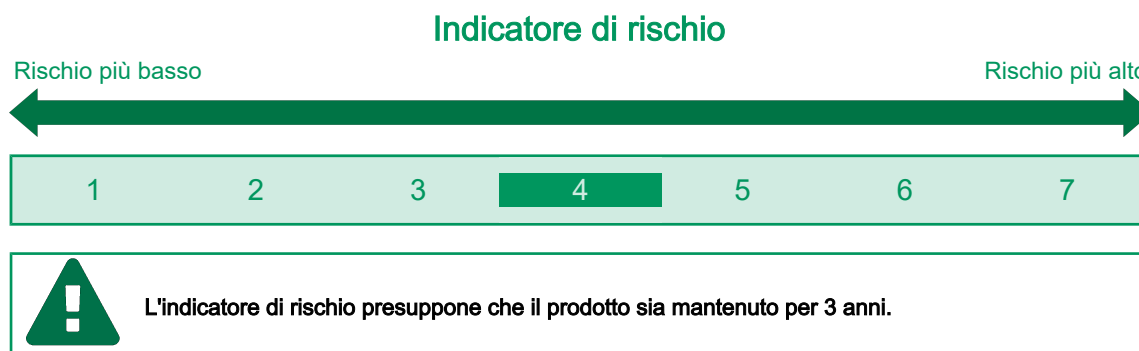 Indicatore di rischio
Rischio più basso Rischio più alto
1 2 3 4 5 6 7
L'indicatore di rischio presuppone che il prodotto sia mantenuto per 3 anni.